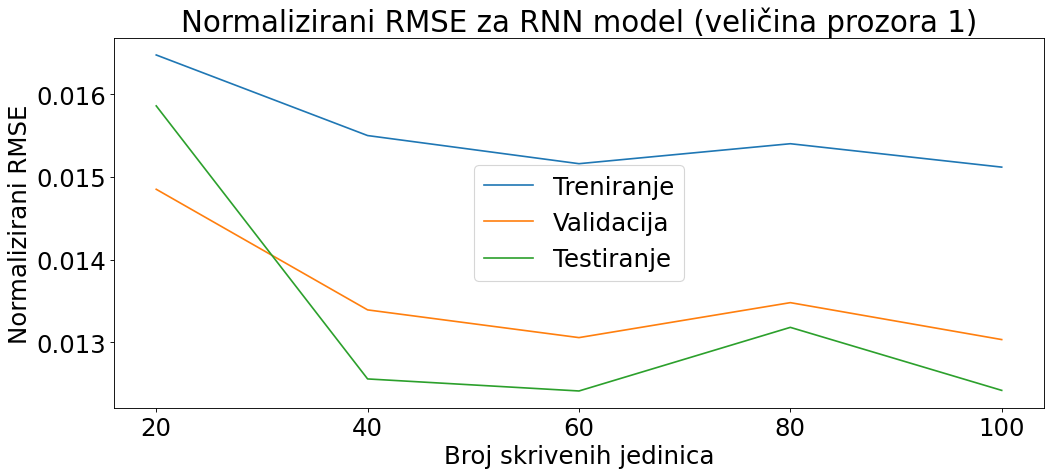 Normalizirani RMSE za RNN model (veličina prozora 1)
Normalizirani RMSE
0.016
0.015
0.014
0.013
Treniranje
Validacija
Testiranje
20 40 60 80 100
Broj skrivenih jedinica